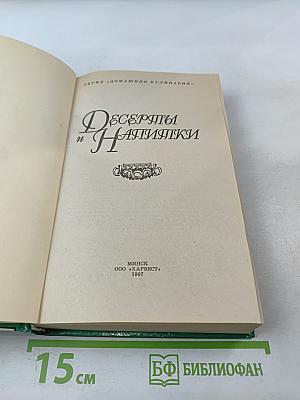 СЕРИЯ «ДОМАШНЯЯ КУЛИНАРИЯ»
ДЕСЕРТЫ
И НАПИТКИ
МИНСК
ООО «ХАРВЕСТ»
1997
15 см
БФ БИБЛИОФАН